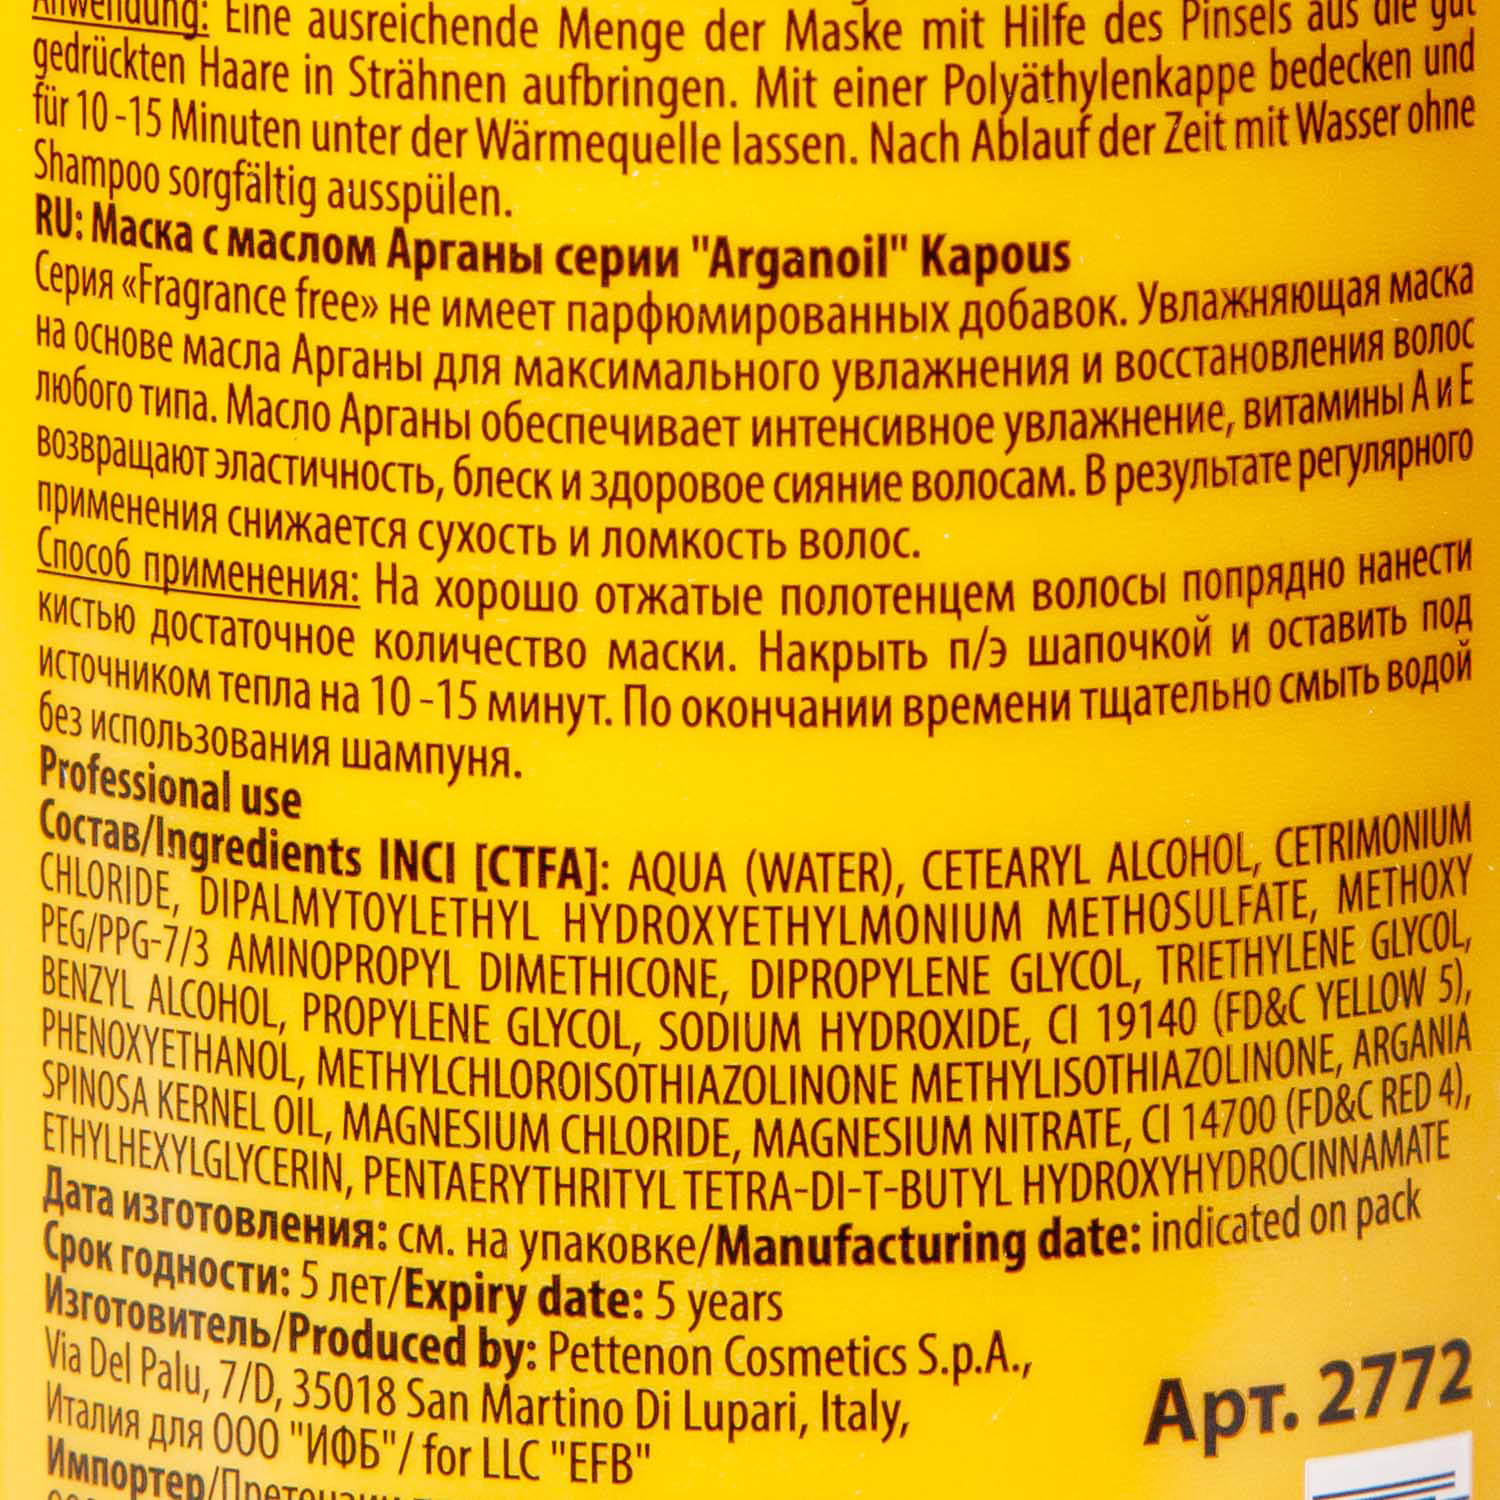 Anwendung: Eine ausreichende Menge der Maske mit Hilfe des Pinsels aus die gut
gedrückten Haare in Strähnen aufbringen. Mit einer Polyäthylenkappe bedecken und
für 10 -15 Minuten unter der Wärmequelle lassen. Nach Ablauf der Zeit mit Wasser ohne
Shampoo sorgfältig ausspülen.
RU: Маска с маслом Арганы серии "Arganoil" Kapous
Серия «Fragrance free» не имеет парфюмированных добавок. Увлажняющая маска
на основе масла Арганы для максимального увлажнения и восстановления волос
любого типа. Масло Арганы обеспечивает интенсивное увлажнение, витамины А и Е
возвращают эластичность, блеск и здоровое сияние волосам. В результате регулярного
применения снижается сухость и ломкость волос.
Способ применения: На хорошо отжатые полотенцем волосы попрядно нанести
кистью достаточное количество маски. Накрыть п/э шапочкой и оставить под
источником тепла на 10 -15 минут. По окончании времени тщательно смыть водой
без использования шампуня.
Professional use
Состав/Ingredients INCI [CTFA]: AQUA (WATER), CETEARYL ALCOHOL, CETRIMONIUM
CHLORIDE, DIPALMYTOYLETHYL HYDROXYETHYLMONIUM METHOSULFATE, METHOXY
PEG/PPG-7/3 AMINOPROPYL DIMETHICONE, DIPROPYLENE GLYCOL, TRIETHYLENE GLYCOL,
BENZYL ALCOHOL, PROPYLENE GLYCOL, SODIUM HYDROXIDE, CI 19140 (FD&C YELLOW 5),
PHENOXYETHANOL, METHYLCHLOROISOTHIAZOLINONE METHYLISOTHIAZOLINONE, ARGANIA
SPINOSA KERNEL OIL, MAGNESIUM CHLORIDE, MAGNESIUM NITRATE, CI 14700 (FD&C RED 4),
ETHYLHEXYLGLYCERIN, PENTAERYTHRITYL TETRA-DI-T-BUTYL HYDROXYHYDROCINNAMATE
Дата изготовления: см. на упаковке/Manufacturing date: indicated on pack
Срок годности: 5 лет/Expiry date: 5 years
Изготовитель/Produced by: Pettenon Cosmetics S.p.A.,
Via Del Palu, 7/D, 35018 San Martino Di Lupari, Italy,
Италия для ООО "ИФБ"/ for LLC "EFB"
Арт. 2772
Импортер/Претензии